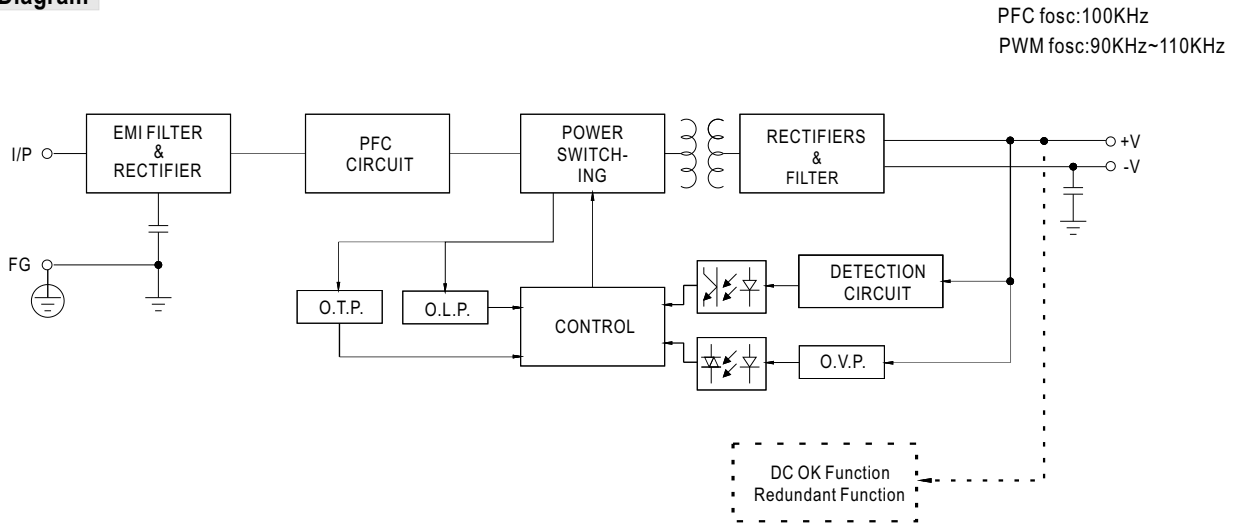 Diagram
PFC fosc:100KHz
PWM fosc:90KHz~110KHz
I/P
EMI FILTER
&
RECTIFIER
PFC
CIRCUIT
POWER
SWITCH-
ING
RECTIFIERS
&
FILTER
+V
-V
FG
O.T.P.
O.L.P.
CONTROL
DETECTION
CIRCUIT
O.V.P.
DC OK Function
Redundant Function